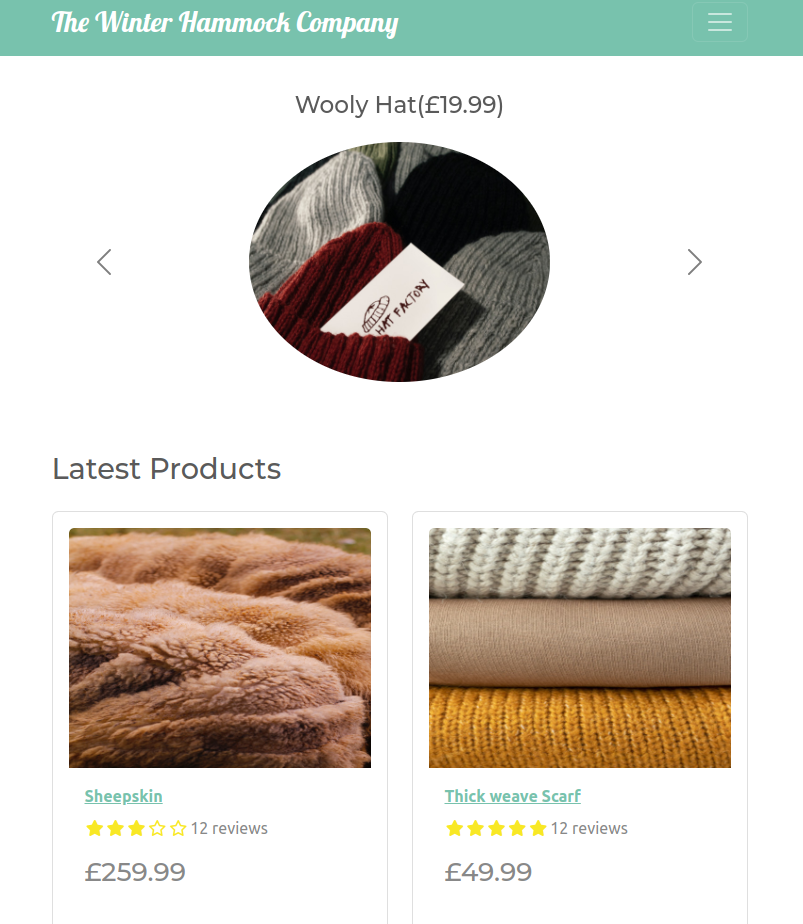 The Winter Hammock Company
Wooly Hat(£19.99)
HAT FACTORY
Latest Products
Sheepskin
12 reviews
£259.99
Thick weave Scarf
12 reviews
£49.99